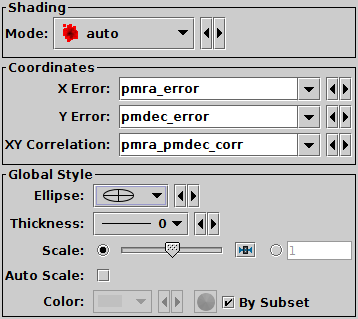 Shading
Mode: auto
Coordinates
X Error: pmra_error
Y Error: pmdec_error
XY Correlation: pmra_pmdec_corr
Global Style
Ellipse:
Thickness: 0
Scale: 1
Auto Scale:
Color: By Subset